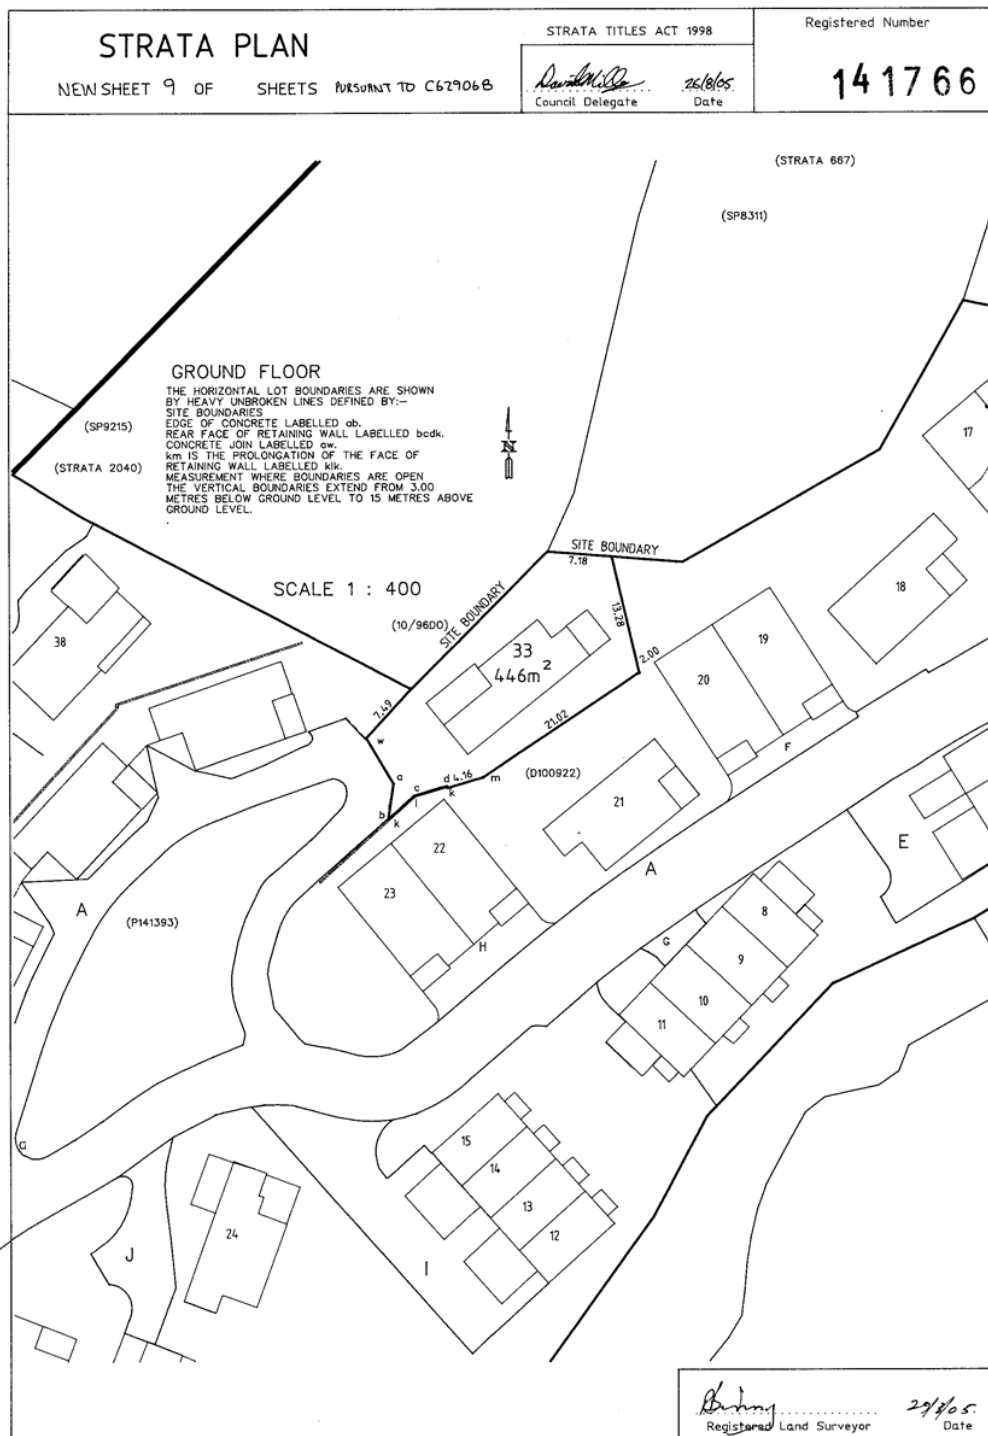 STRATA PLAN
NEW SHEET 9 OF SHEETS PURSUANT TO C629068
STRATA TITLES ACT 1998
Council Delegate
26/8/05
Date
Registered Number
141766
(STRATA 667)
(SP8311)
GROUND FLOOR
THE HORIZONTAL LOT BOUNDARIES ARE SHOWN
BY HEAVY UNBROKEN LINES DEFINED BY:-
SITE BOUNDARIES
EDGE OF CONCRETE LABELLED ab.
REAR FACE OF RETAINING WALL LABELLED bcdk.
CONCRETE JOIN LABELLED aw.
km IS THE PROLONGATION OF THE FACE OF
RETAINING WALL LABELLED klk.
MEASUREMENT WHERE BOUNDARIES ARE OPEN
THE VERTICAL BOUNDARIES EXTEND FROM 3.00
METRES BELOW GROUND LEVEL TO 15 METRES ABOVE
GROUND LEVEL.
(SP9215)
(STRATA 2040)
N
17
SITE BOUNDARY
7.18
SCALE 1 : 400
(10/96DO)
SITE BOUNDARY
13.28
18
38
33
446m²
19
2.00
20
7.49
w
21.02
F
a
c
d 4.16
m
k
l
(D100922)
b
k
21
22
23
A
E
A
(P141393)
H
G
8
9
10
11
15
14
13
12
a
24
J
I
29/8/05
Registered Land Surveyor
Date